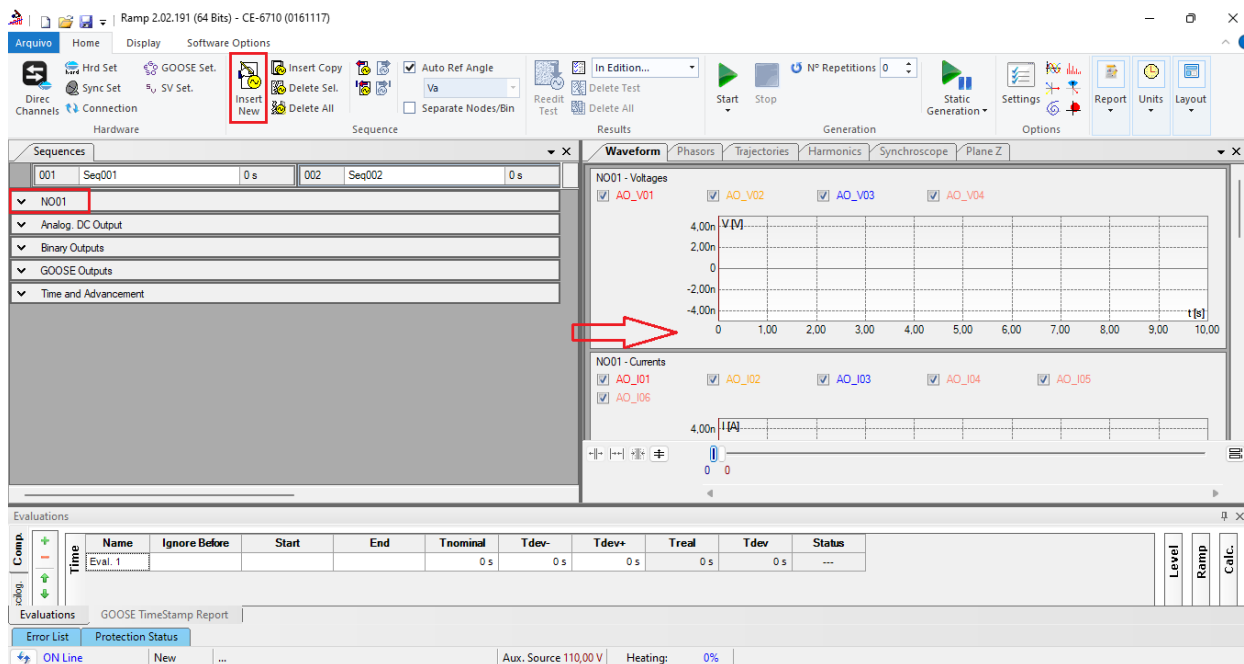 Ramp 2.02.191 (64 Bits) - CE-6710 (0161117)
Arquivo Home Display Software Options
Direc Channels
Hrd Set
Sync Set
Connection
GOOSE Set.
SV Set.
Hardware
Insert New
Insert Copy
Delete Sel.
Delete All
Auto Ref Angle
Va
Separate Nodes/Bin
Sequence
Reedit Test
In Edition...
Delete Test
Delete All
Results
Start
Stop
Nº Repetitions 0
Static Generation
Generation
Settings
Options
Report
Units
Layout
Sequences
001 Seq001 0 s 002 Seq002 0 s
NO01
Analog. DC Output
Binary Outputs
GOOSE Outputs
Time and Advancement
Waveform Phasors Trajectories Harmonics Synchroscope Plane Z
NO01 - Voltages
AO_V01 AO_V02 AO_V03 AO_V04
V [V]
4,00n
2,00n
0
-2,00n
-4,00n
t [s]
0 1,00 2,00 3,00 4,00 5,00 6,00 7,00 8,00 9,00 10,00
NO01 - Currents
AO_I01 AO_I02 AO_I03 AO_I04 AO_I05
AO_I06
4,00n I [A]
0 0
Evaluations
Comp.
Time
Name Ignore Before Start End Tnominal Tdev- Tdev+ Treal Tdev Status
Eval. 1 0 s 0 s 0 s 0 s 0 s ---
Level
Ramp
Calc.
Evaluations GOOSE TimeStamp Report
Error List Protection Status
ON Line New ... Aux. Source 110,00 V Heating: 0%